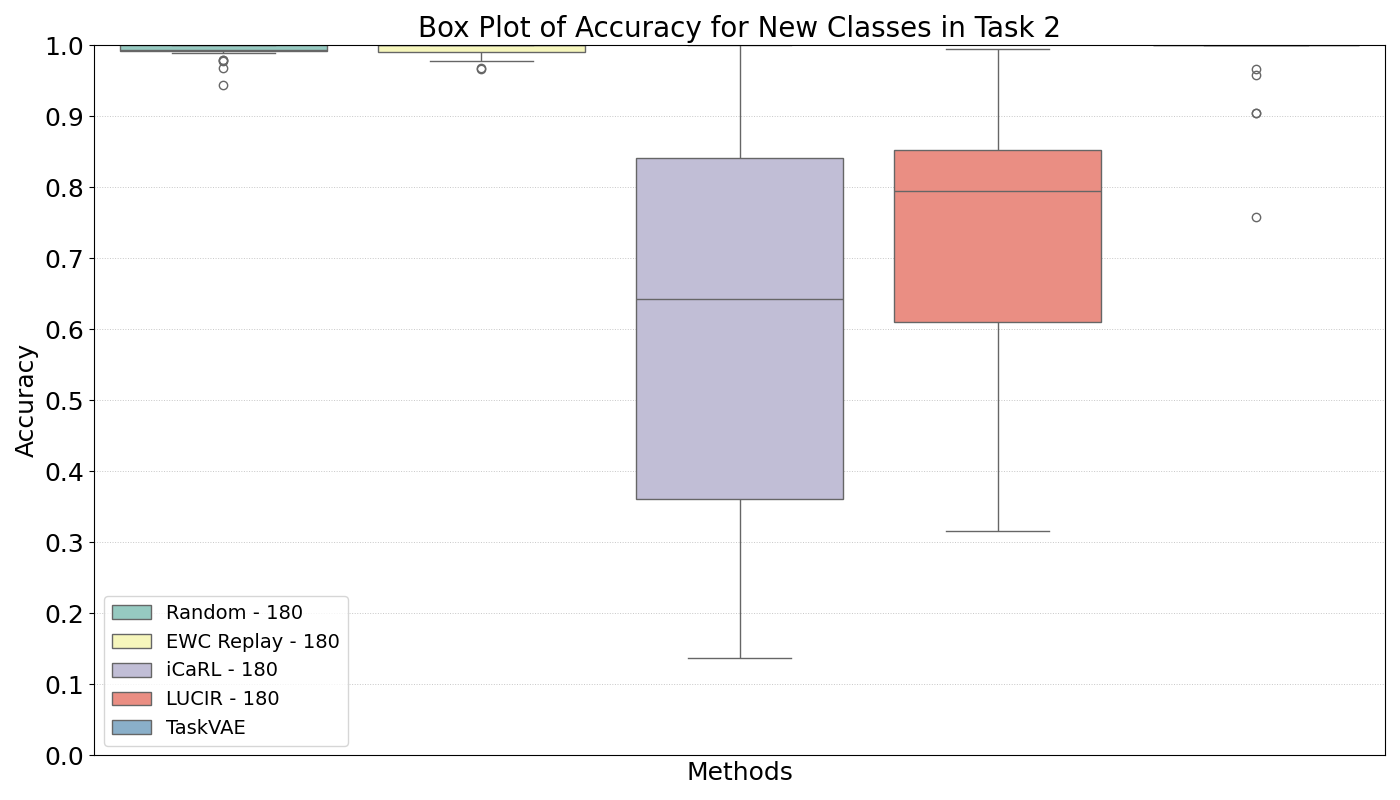 Box Plot of Accuracy for New Classes in Task 2
1.0
0.9
0.8
0.7
0.6
0.5
0.4
0.3
0.2
0.1
0.0
Accuracy
Methods
Random - 180
EWC Replay - 180
iCaRL - 180
LUCIR - 180
TaskVAE